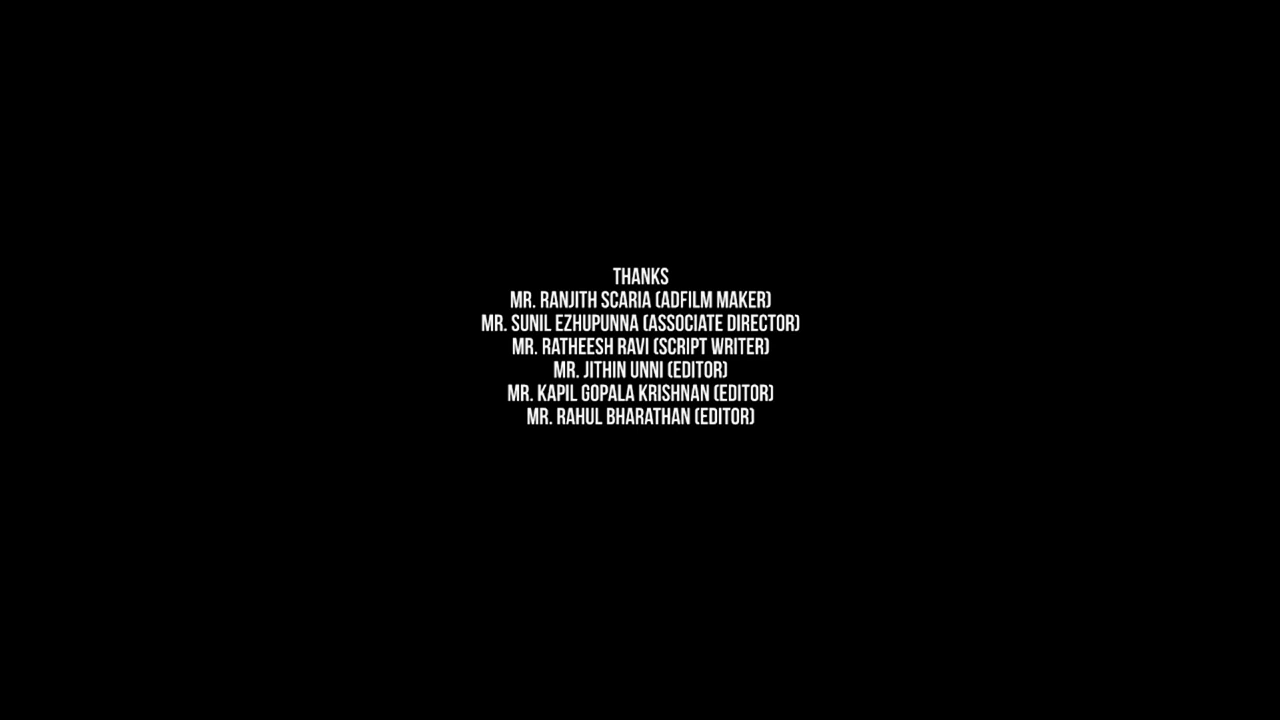 THANKS
MR. RANJITH SCARIA (ADFILM MAKER)
MR. SUNIL EZHUPUNNA (ASSOCIATE DIRECTOR)
MR. RATHEESH RAVI (SCRIPT WRITER)
MR. JITHIN UNNI (EDITOR)
MR. KAPIL GOPALA KRISHNAN (EDITOR)
MR. RAHUL BHARATHAN (EDITOR)